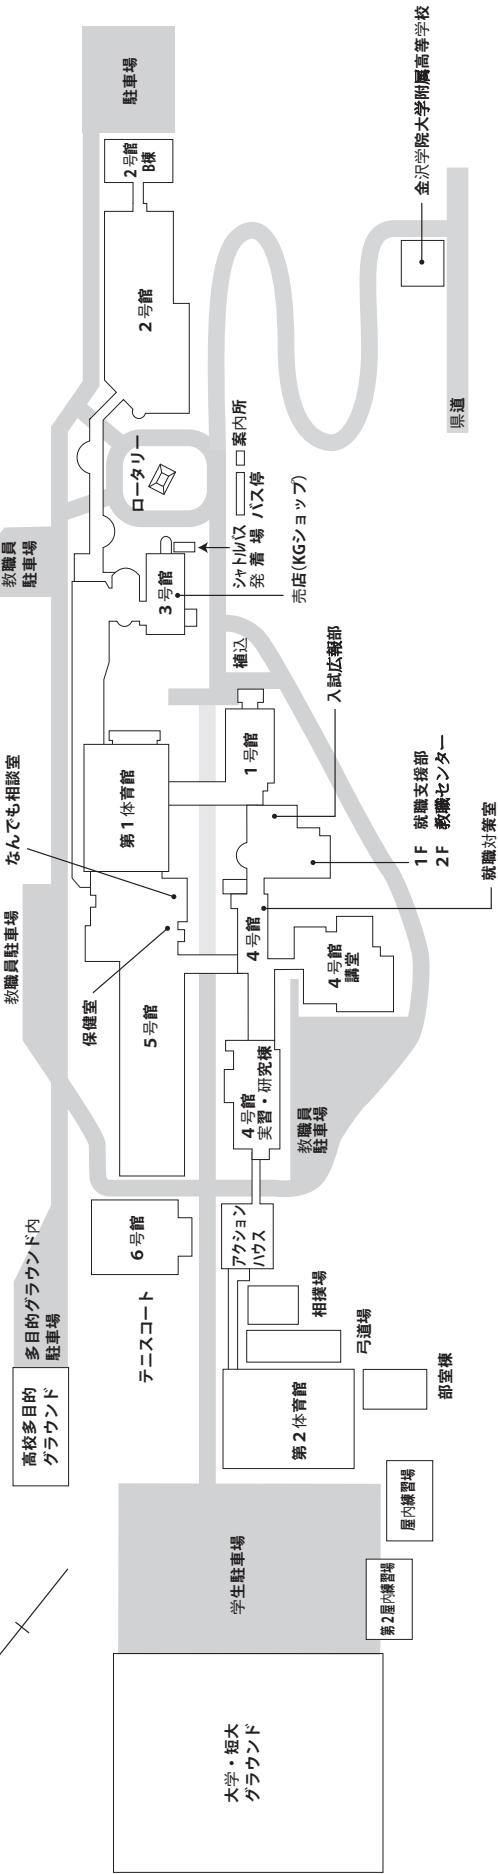 金沢学院大学附属高等学校
県道
駐車場
2号館
B棟
2号館
ロータリー
案内所
バス停
シャトルバス
発着場
売店(KGショップ)
3号館
教職員
駐車場
植込
入試広報部
1号館
第1体育館
1F 就職支援部
2F 教職センター
就職対策室
なんでも相談室
教職員駐車場
保健室
5号館
4号館
4号館
講堂
4号館
実習・研究棟
教職員
駐車場
6号館
アクション
ハウス
多目的グラウンド内
駐車場
高校多目的
グラウンド
テニスコート
相撲場
弓道場
部室棟
第2体育館
屋内練習場
第2屋内練習場
学生駐車場
大学・短大
グラウンド